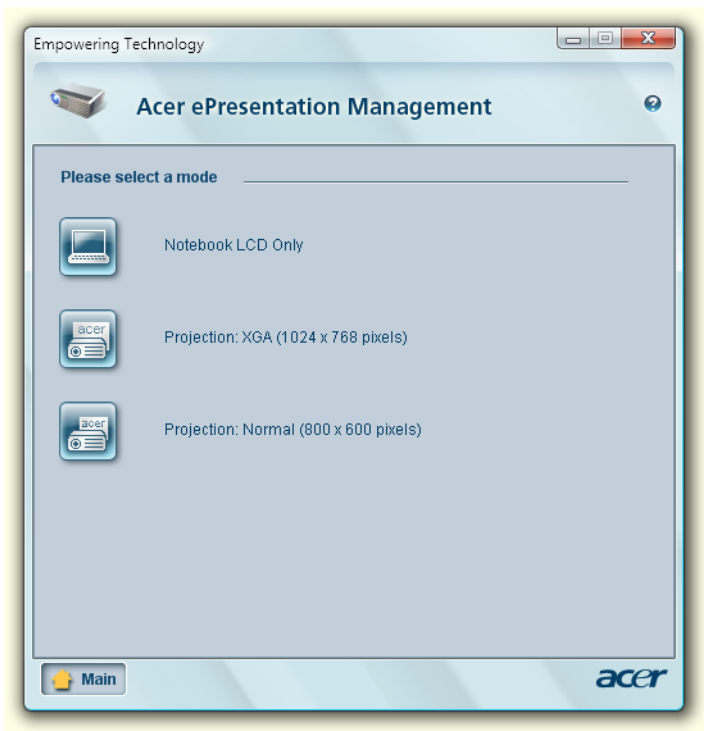 Empowering Technology
Acer ePresentation Management
Please select a mode
Notebook LCD Only
acer
Projection: XGA (1024 x 768 pixels)
acer
Projection: Normal (800 x 600 pixels)
Main
acer